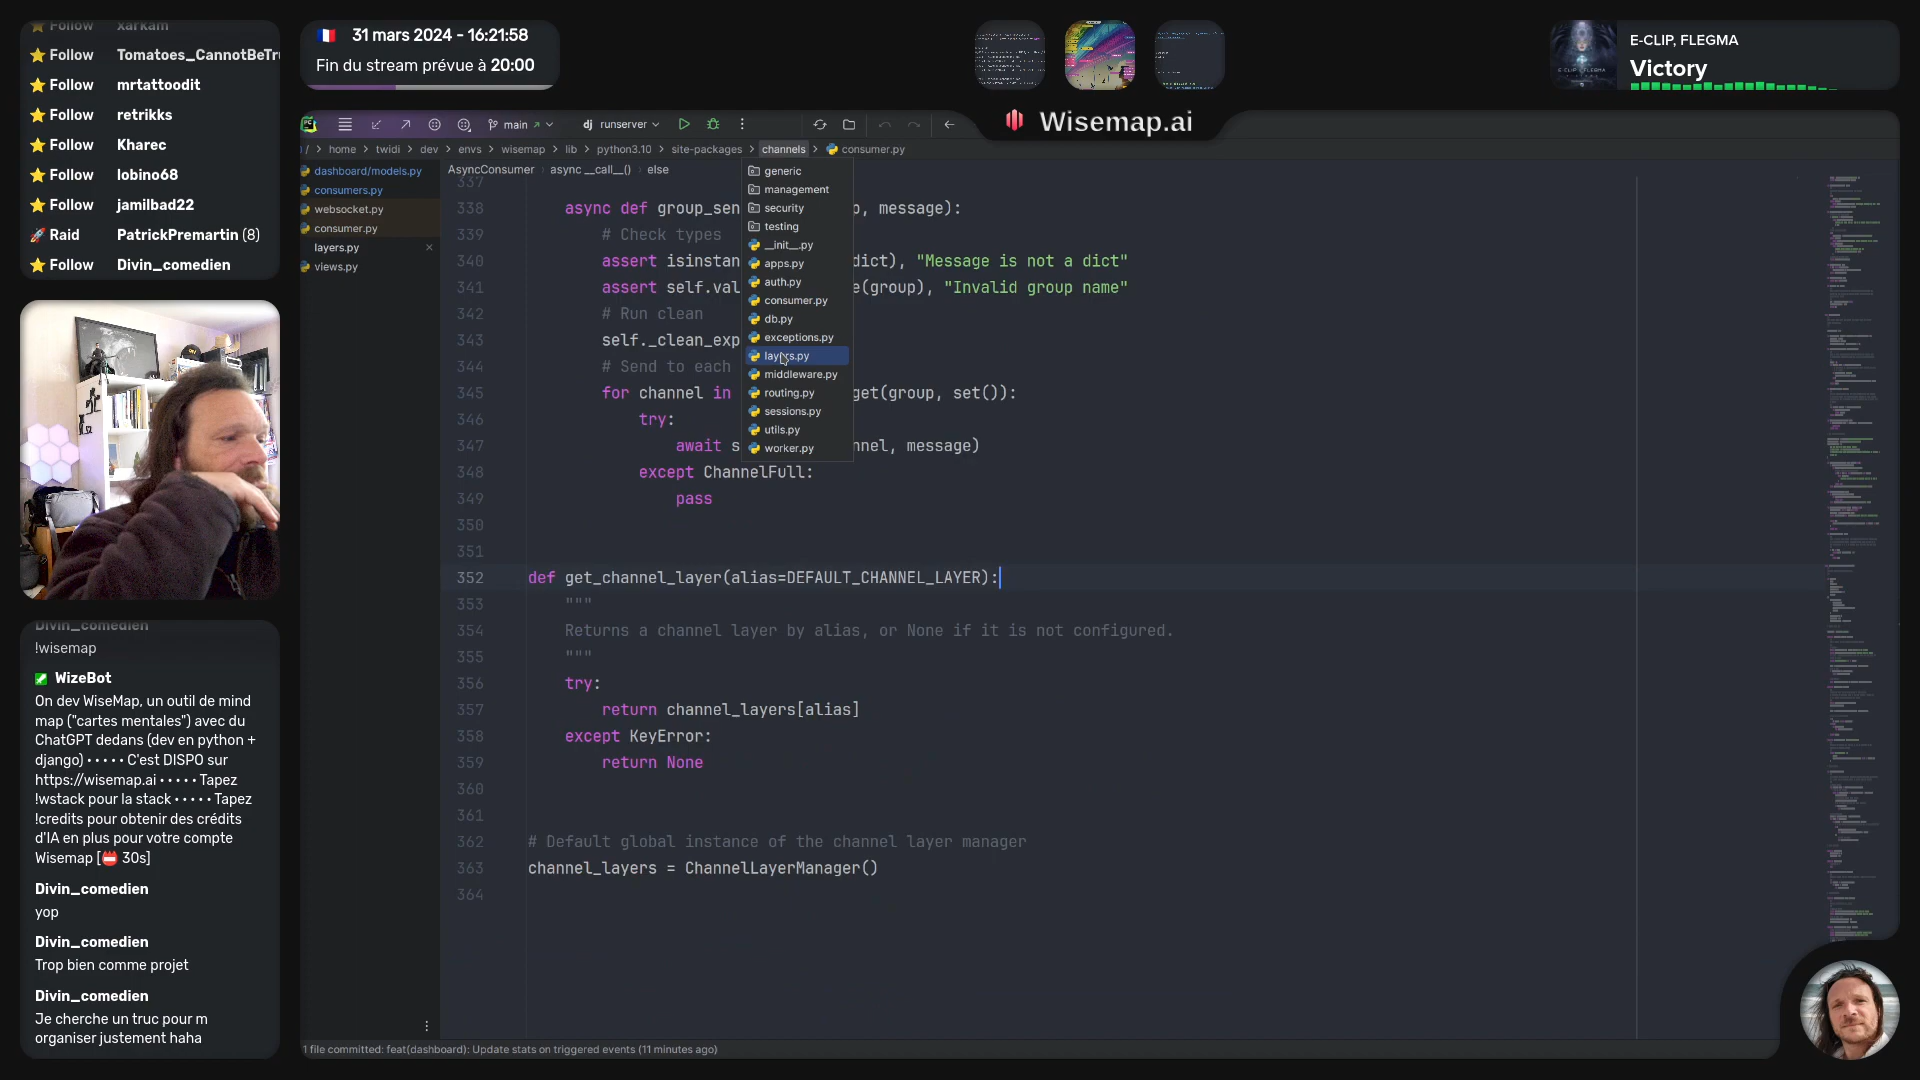 Follow xarkam
Follow Tomatoes_CannotBeTr
Follow mrtattoodit
Follow retrikks
Follow Kharec
Follow lobino68
Follow jamilbad22
Raid PatrickPremartin (8)
Follow Divin_comedien
31 mars 2024 - 16:21:58
Fin du stream prévue à 20:00
E-CLIP, FLEGMA
Victory
Wisemap.ai
main
dj runserver
/ home > twidi > dev > envs > wisemap > lib > python3.10 > site-packages > channels > consumer.py
dashboard/models.py
consumers.py
websocket.py
consumer.py
layers.py
views.py
AsyncConsumer > async __call__() > else
generic
management
security
testing
__init__.py
apps.py
auth.py
consumer.py
db.py
exceptions.py
layers.py
middleware.py
routing.py
sessions.py
utils.py
worker.py
337
338 async def group_sen , message):
339 # Check types
340 assert isinstan dict), "Message is not a dict"
341 assert self.val e(group), "Invalid group name"
342 # Run clean
343 self._clean_exp
344 # Send to each
345 for channel in get(group, set()):
346 try:
347 await s nnel, message)
348 except ChannelFull:
349 pass
350
351
352 def get_channel_layer(alias=DEFAULT_CHANNEL_LAYER):
353 """
354 Returns a channel layer by alias, or None if it is not configured.
355 """
356 try:
357 return channel_layers[alias]
358 except KeyError:
359 return None
360
361
362 # Default global instance of the channel layer manager
363 channel_layers = ChannelLayerManager()
364
1 file committed: feat(dashboard): Update stats on triggered events (11 minutes ago)
Divin_comedien
!wisemap
WizeBot
On dev WiseMap, un outil de mind
map ("cartes mentales") avec du
ChatGPT dedans (dev en python +
django) • • • • • C'est DISPO sur
https://wisemap.ai • • • • • Tapez
!wstack pour la stack • • • • • Tapez
!credits pour obtenir des crédits
d'IA en plus pour votre compte
Wisemap [📛 30s]
Divin_comedien
yop
Divin_comedien
Trop bien comme projet
Divin_comedien
Je cherche un truc pour m
organiser justement haha